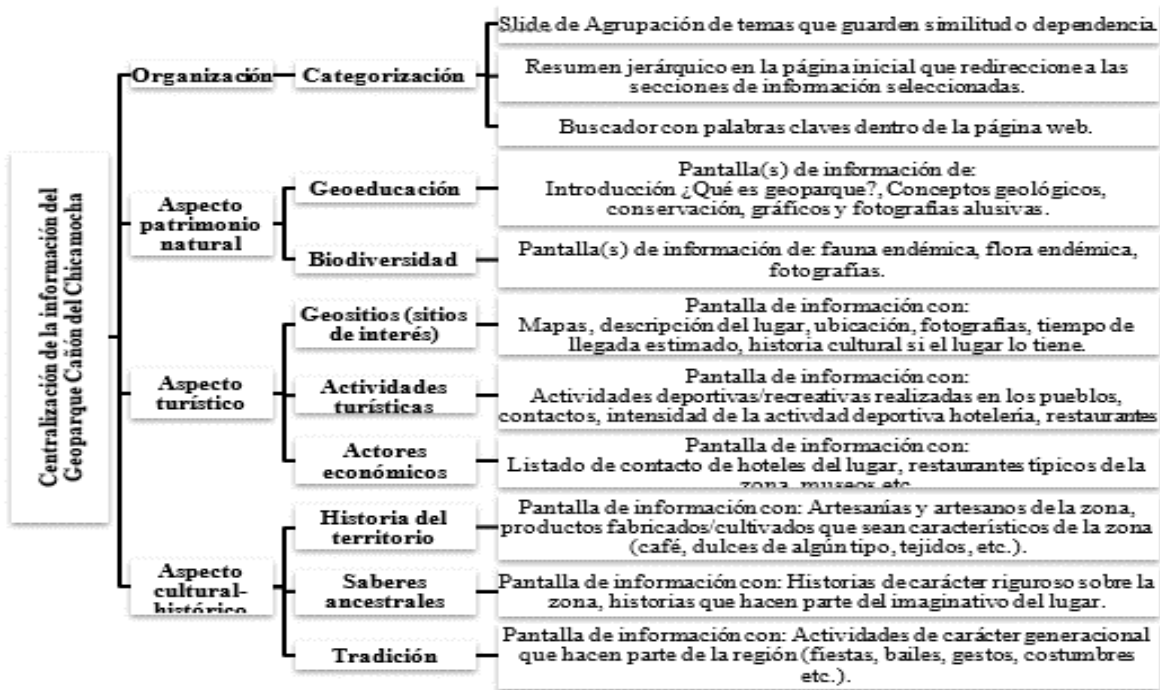 Centralización de la información del
Geoparque Cañón del Chicamocha
Organización
Categorización
Slide de Agrupación de temas que guarden similitud o dependencia.
Resumen jerárquico en la página inicial que redireccione a las
secciones de información seleccionadas.
Buscador con palabras claves dentro de la página web.
Aspecto
patrimonio
natural
Geoeducación
Pantalla(s) de información de:
Introducción ¿Qué es geoparque?, Conceptos geológicos,
conservación, gráficos y fotografías alusivas.
Biodiversidad
Pantalla(s) de información de: fauna endémica, flora endémica,
fotografías.
Aspecto
turístico
Geositios (sitios
de interés)
Pantalla de información con:
Mapas, descripción del lugar, ubicación, fotografías, tiempo de
llegada estimado, historia cultural si el lugar lo tiene.
Actividades
turísticas
Pantalla de información con:
Actividades deportivas/recreativas realizadas en los pueblos,
contactos, intensidad de la activdad deportiva hotelería, restaurantes
Actores
económicos
Pantalla de información con:
Listado de contacto de hoteles del lugar, restaurantes típicos de la
zona, museos etc
Aspecto
cultural-
histórico
Historia del
territorio
Pantalla de información con: Artesanías y artesanos de la zona,
productos fabricados/cultivados que sean característicos de la zona
(café, dulces de algún tipo, tejidos, etc.).
Saberes
ancestrales
Pantalla de información con: Historias de carácter riguroso sobre la
zona, historias que hacen parte del imaginativo del lugar.
Tradición
Pantalla de información con: Actividades de carácter generacional
que hacen parte de la región (fiestas, bailes, gestos, costumbres
etc.).